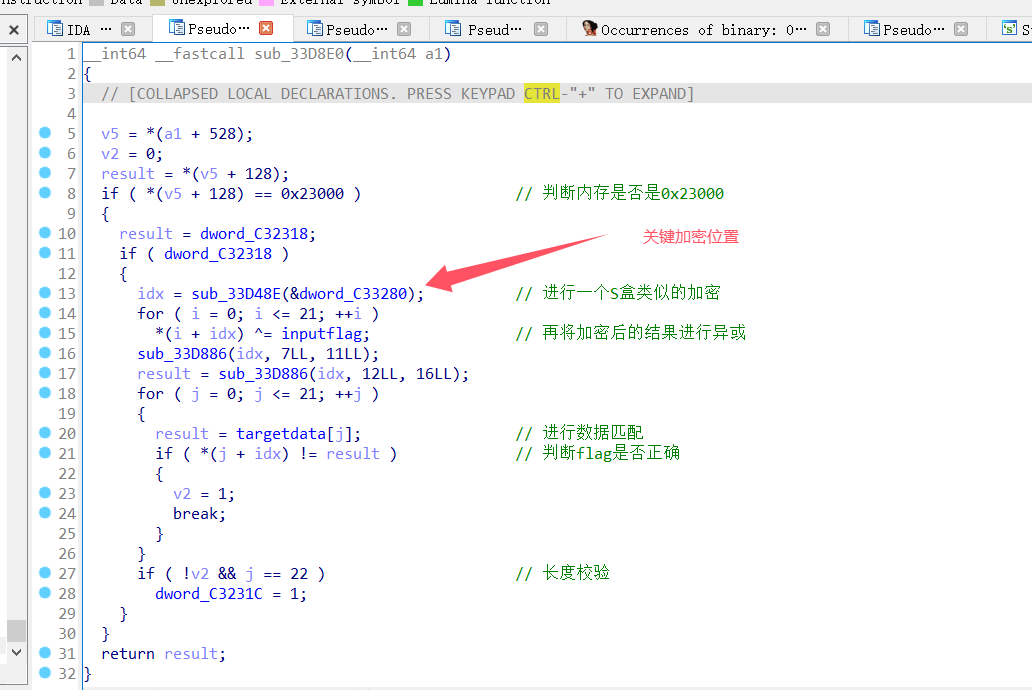 nstruction Data Unexplored External symbol Lumina function
IDA ··· Pseudo··· Pseudo··· Pseud··· Occurrences of binary: 0··· Pseudo··· S
1 __int64 __fastcall sub_33D8E0(__int64 a1)
2 {
3 // [COLLAPSED LOCAL DECLARATIONS. PRESS KEYPAD CTRL-"+" TO EXPAND]
4
5 v5 = *(a1 + 528);
6 v2 = 0;
7 result = *(v5 + 128);
8 if ( *(v5 + 128) == 0x23000 ) // 判断内存是否是0x23000
9 {
10 result = dword_C32318;
关键加密位置
11 if ( dword_C32318 )
12 {
13 idx = sub_33D48E(&dword_C33280); // 进行一个S盒类似的加密
14 for ( i = 0; i <= 21; ++i )
15 *(i + idx) ^= inputflag; // 再将加密后的结果进行异或
16 sub_33D886(idx, 7LL, 11LL);
17 result = sub_33D886(idx, 12LL, 16LL);
18 for ( j = 0; j <= 21; ++j )
19 {
20 result = targetdata[j]; // 进行数据匹配
21 if ( *(j + idx) != result ) // 判断flag是否正确
22 {
23 v2 = 1;
24 break;
25 }
26 }
27 if ( !v2 && j == 22 ) // 长度校验
28 dword_C3231C = 1;
29 }
30 }
31 return result;
32 }